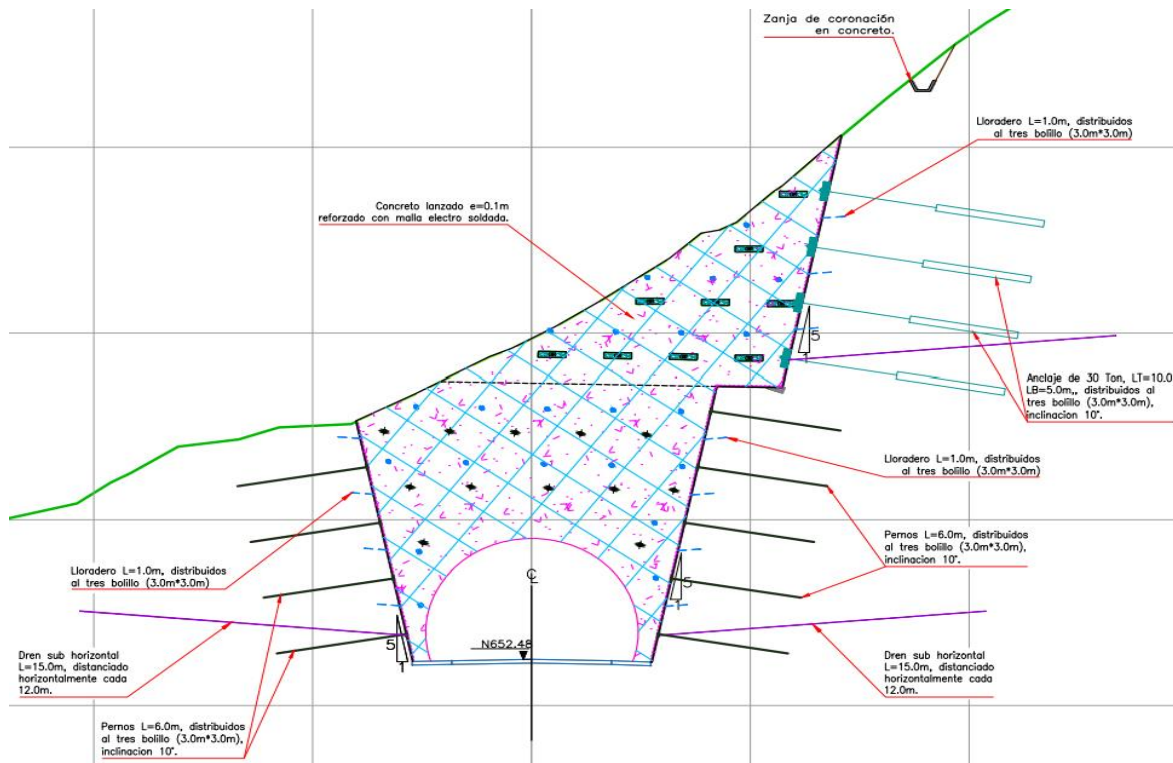 Zanja de coronación
en concreto.
Lloradero L=1.0m, distribuidos
al tres bolillo (3.0m*3.0m)
Concreto lanzado e=0.1m
reforzado con malla electro soldada.
5
1
Anclaje de 30 Ton, LT=10.0
LB=5.0m,, distribuidos al
tres bolillo (3.0m*3.0m),
inclinacion 10°.
Lloradero L=1.0m, distribuidos
al tres bolillo (3.0m*3.0m)
Pernos L=6.0m, distribuidos
al tres bolillo (3.0m*3.0m),
inclinacion 10°.
Lloradero L=1.0m, distribuidos
al tres bolillo (3.0m*3.0m)
CL
5
1
N652.48
5
1
Dren sub horizontal
L=15.0m, distanciado
horizontalmente cada
12.0m.
Dren sub horizontal
L=15.0m, distanciado
horizontalmente cada
12.0m.
Pernos L=6.0m, distribuidos
al tres bolillo (3.0m*3.0m),
inclinacion 10°.